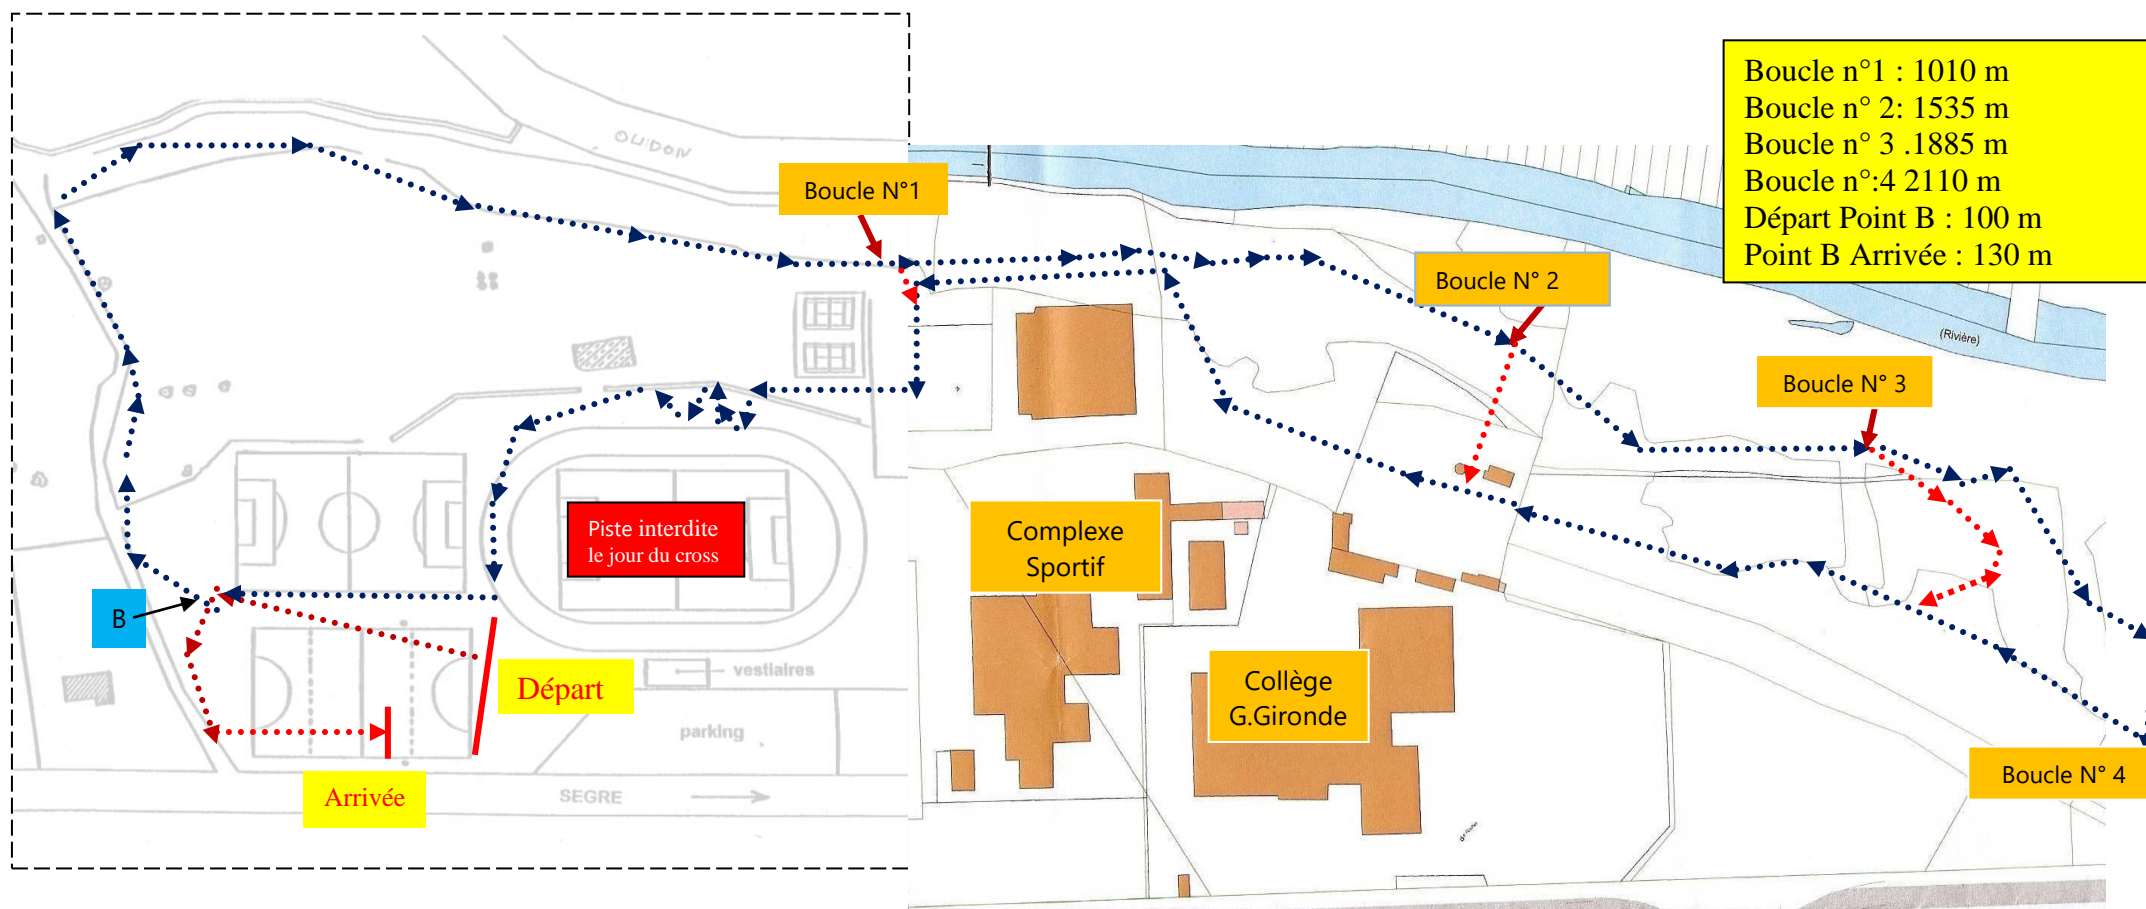 Boucle n°1 : 1010 m
Boucle n° 2: 1535 m
Boucle n° 3 .1885 m
Boucle n°:4 2110 m
Départ Point B : 100 m
Point B Arrivée : 130 m
OUDON
Boucle N°1
Boucle N° 2
(Rivière)
Boucle N° 3
Piste interdite
le jour du cross
Complexe
Sportif
B
vestiaires
Départ
Collège
G.Gironde
parking
Boucle N° 4
Arrivée
SEGRE